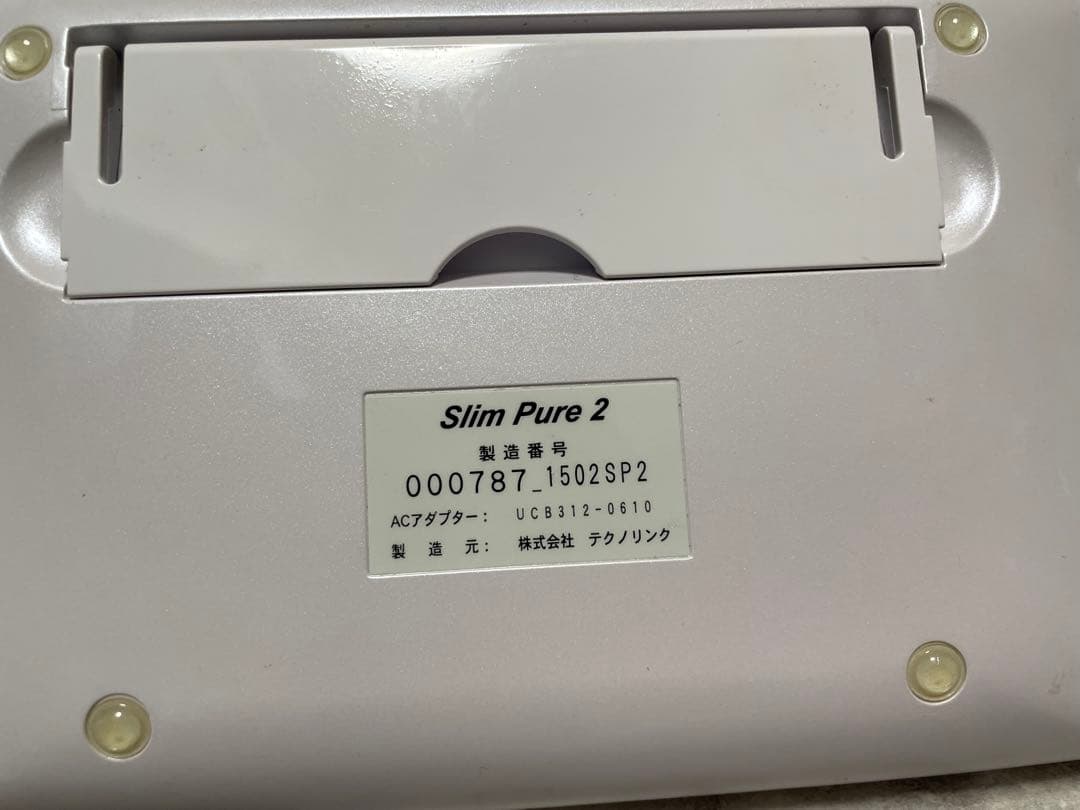 Slim Pure 2
製造番号
000787_1502SP2
ACアダプター： UCB312-0610
製造元： 株式会社 テクノリンク